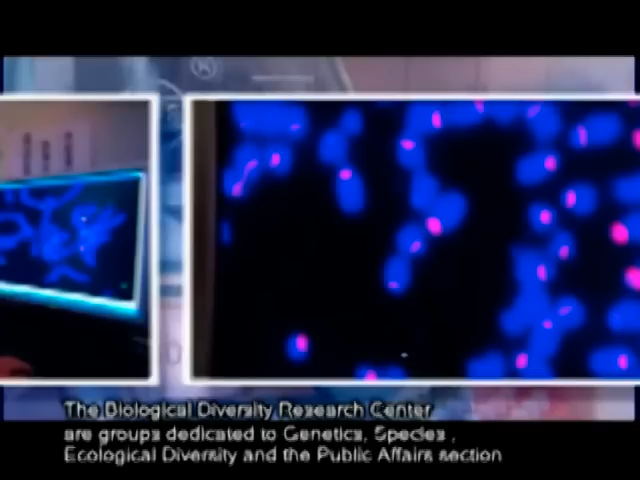 The Biological Diversity Research Center
are groups dedicated to Genetics, Species ,
Ecological Diversity and the Public Affairs section